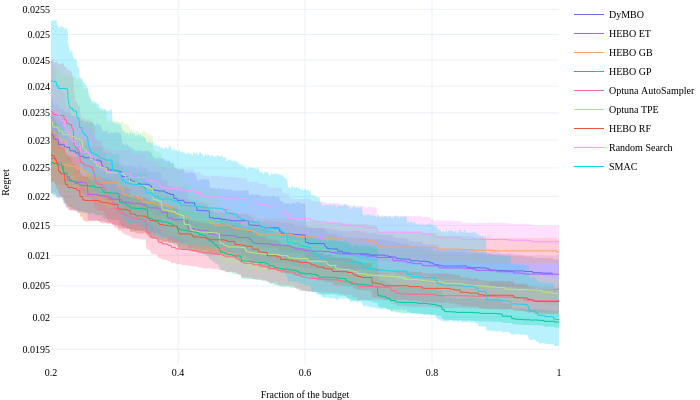 0.0255
0.025
0.0245
0.024
0.0235
0.023
0.0225
0.022
0.0215
0.021
0.0205
0.02
0.0195
Regret
0.2
0.4
0.6
0.8
1
Fraction of the budget
DyMBO
HEBO ET
HEBO GB
HEBO GP
Optuna AutoSampler
Optuna TPE
HEBO RF
Random Search
SMAC